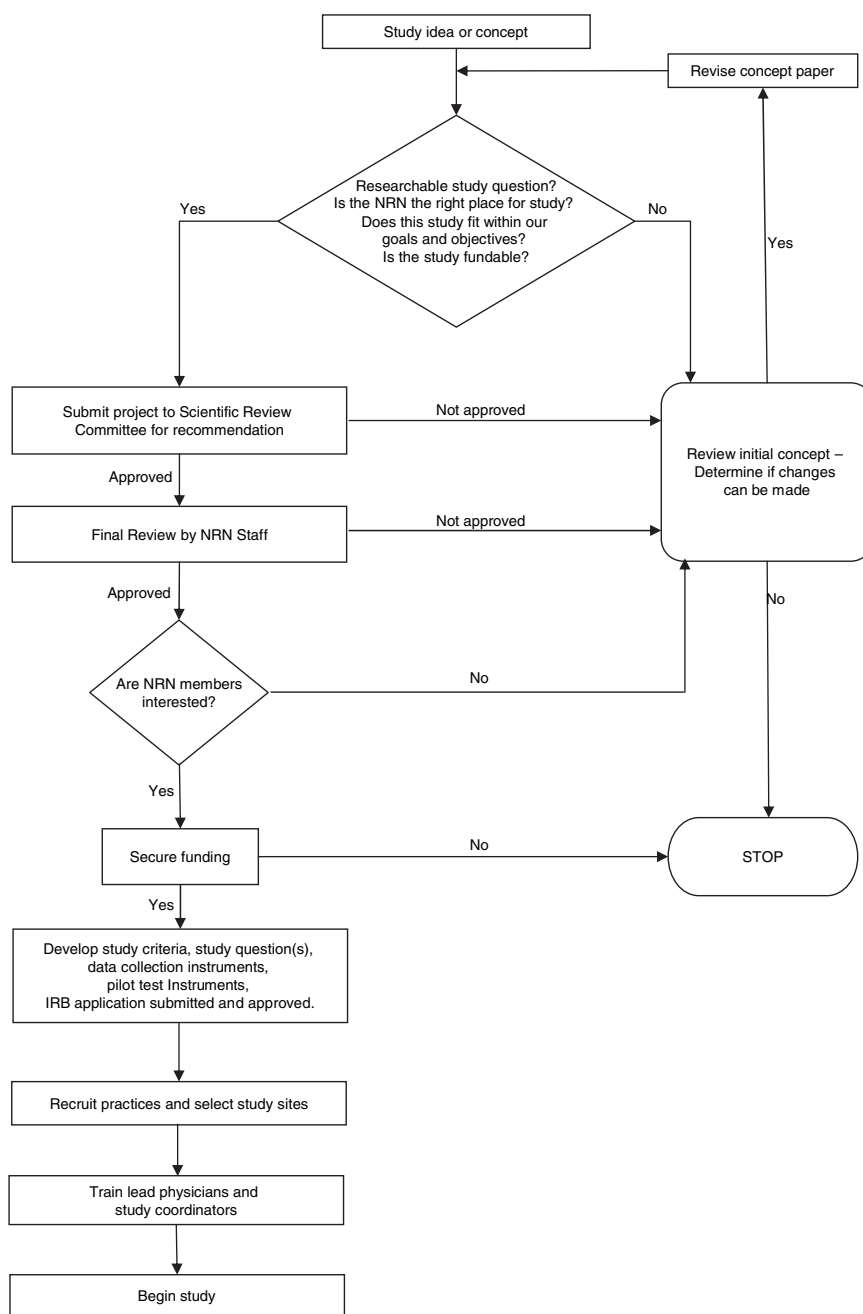 Study idea or concept
Revise concept paper
Researchable study question?
Is the NRN the right place for study?
Does this study fit within our
goals and objectives?
Is the study fundable?
Yes
No
Yes
Submit project to Scientific Review
Committee for recommendation
Not approved
Review initial concept –
Determine if changes
can be made
Approved
Final Review by NRN Staff
Not approved
Approved
No
Are NRN members
interested?
No
Yes
Secure funding
No
STOP
Yes
Develop study criteria, study question(s),
data collection instruments,
pilot test Instruments,
IRB application submitted and approved.
Recruit practices and select study sites
Train lead physicians and
study coordinators
Begin study